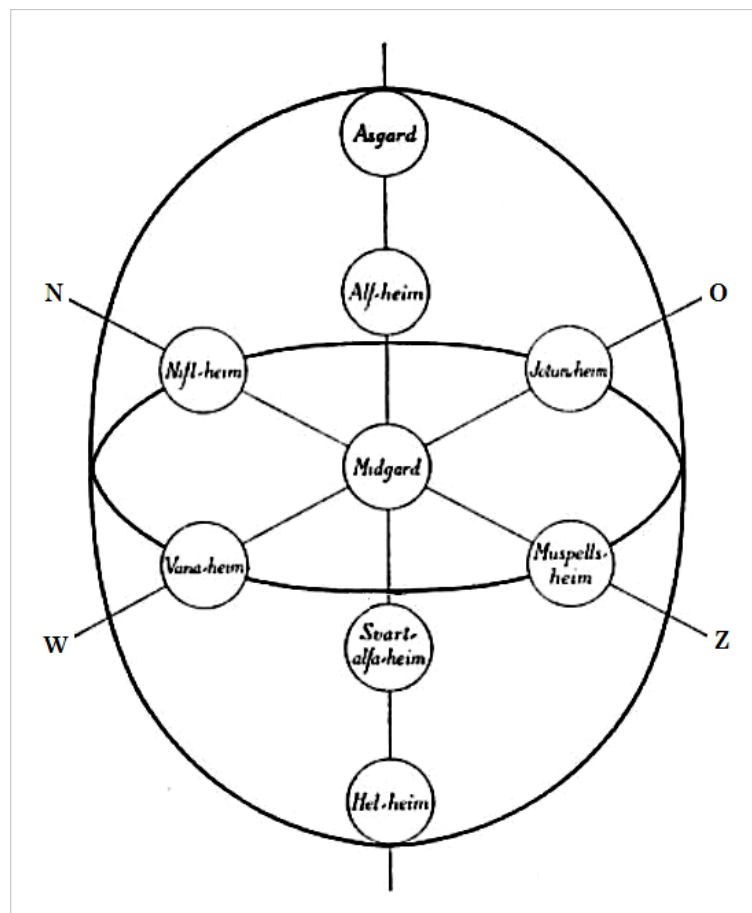 Asgard
Alf-heim
N
O
Nifl-heim
Jotun-heim
Midgard
Vana-heim
Muspells-
heim
W
Z
Svart-
alfa-heim
Hel-heim